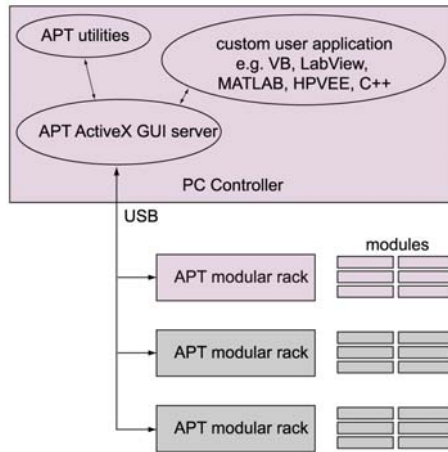 APT utilities
custom user application
e.g. VB, LabView,
MATLAB, HPVEE, C++
APT ActiveX GUI server
PC Controller
USB
modules
APT modular rack
APT modular rack
APT modular rack